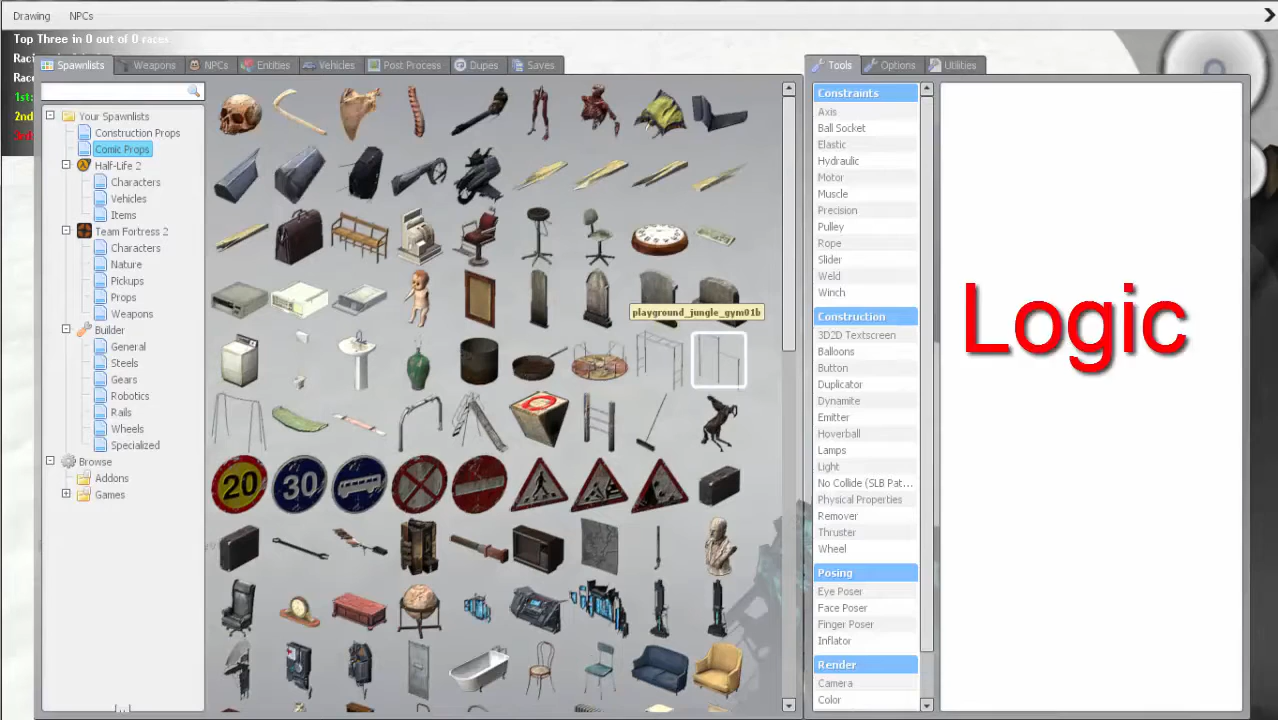 Drawing NPCs
Top Three in 0 out of 0 races
Raci
Race
1st:
2nd
Spawnlists Weapons NPCs Entities Vehicles Post Process Dupes Saves
Tools Options Utilities
Your Spawnlists
Construction Props
Comic Props
Half-Life 2
Characters
Vehicles
Items
Team Fortress 2
Characters
Nature
Pickups
Props
Weapons
Builder
General
Steels
Gears
Robotics
Rails
Wheels
Specialized
Browse
Addons
Games
playground_jungle_gym01b
20
30
Constraints
Axis
Ball Socket
Elastic
Hydraulic
Motor
Muscle
Precision
Pulley
Rope
Slider
Weld
Winch
Construction
3D2D Textscreen
Balloons
Button
Duplicator
Dynamite
Emitter
Hoverball
Lamps
Light
No Collide (SLB Pat...
Physical Properties
Remover
Thruster
Wheel
Posing
Eye Poser
Face Poser
Finger Poser
Inflator
Render
Camera
Color
Logic